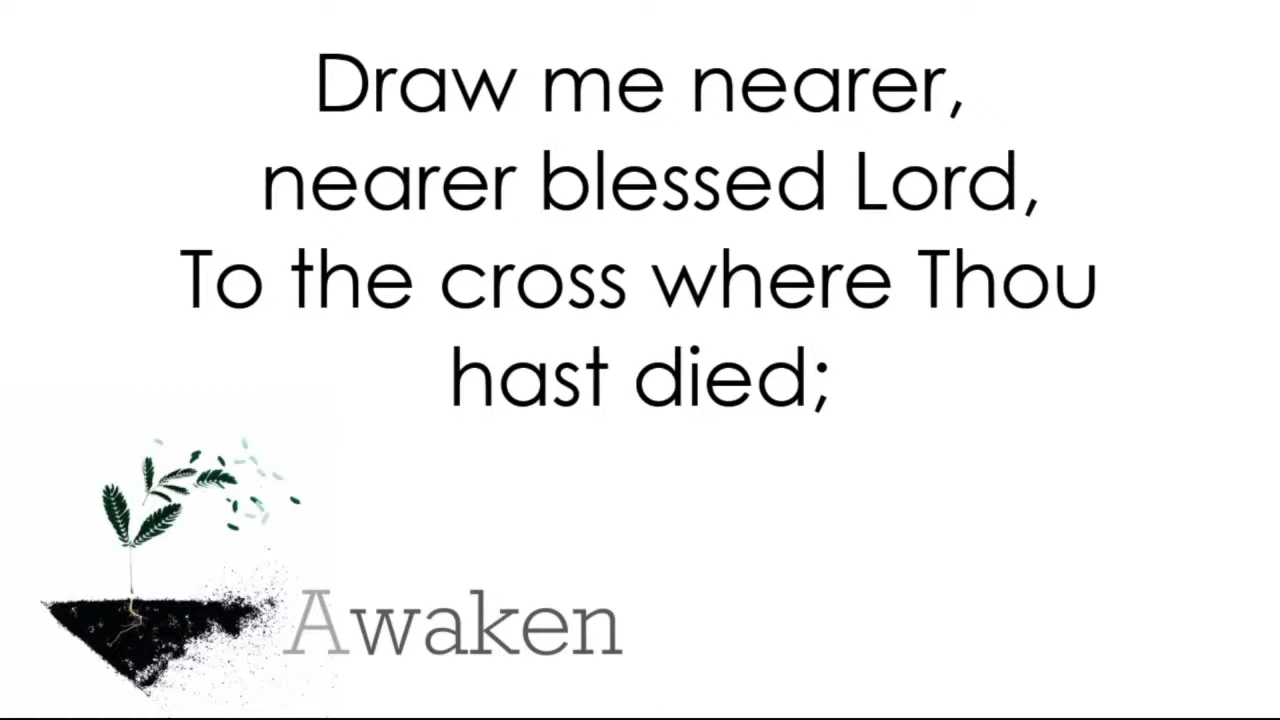 Draw me nearer,
nearer blessed Lord,
To the cross where Thou
hast died;
Awaken